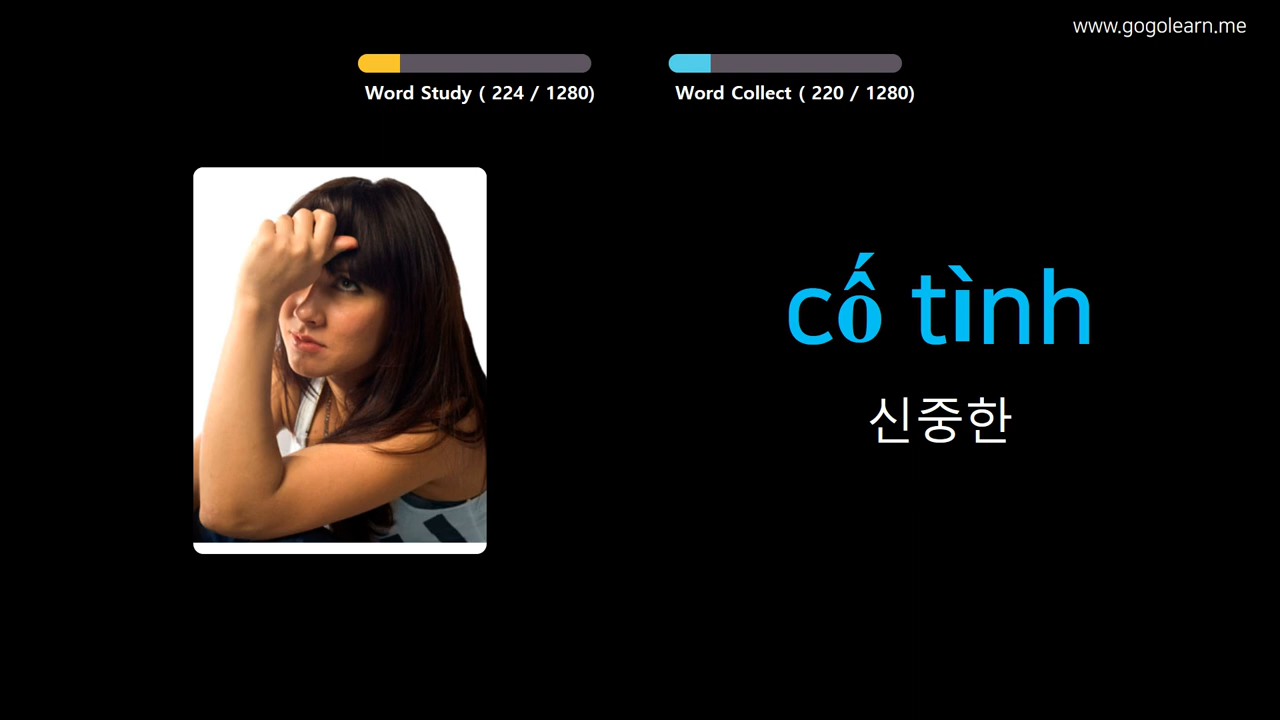 www.gogolearn.me
Word Study ( 224 / 1280)
Word Collect ( 220 / 1280)
cố tình
신중한